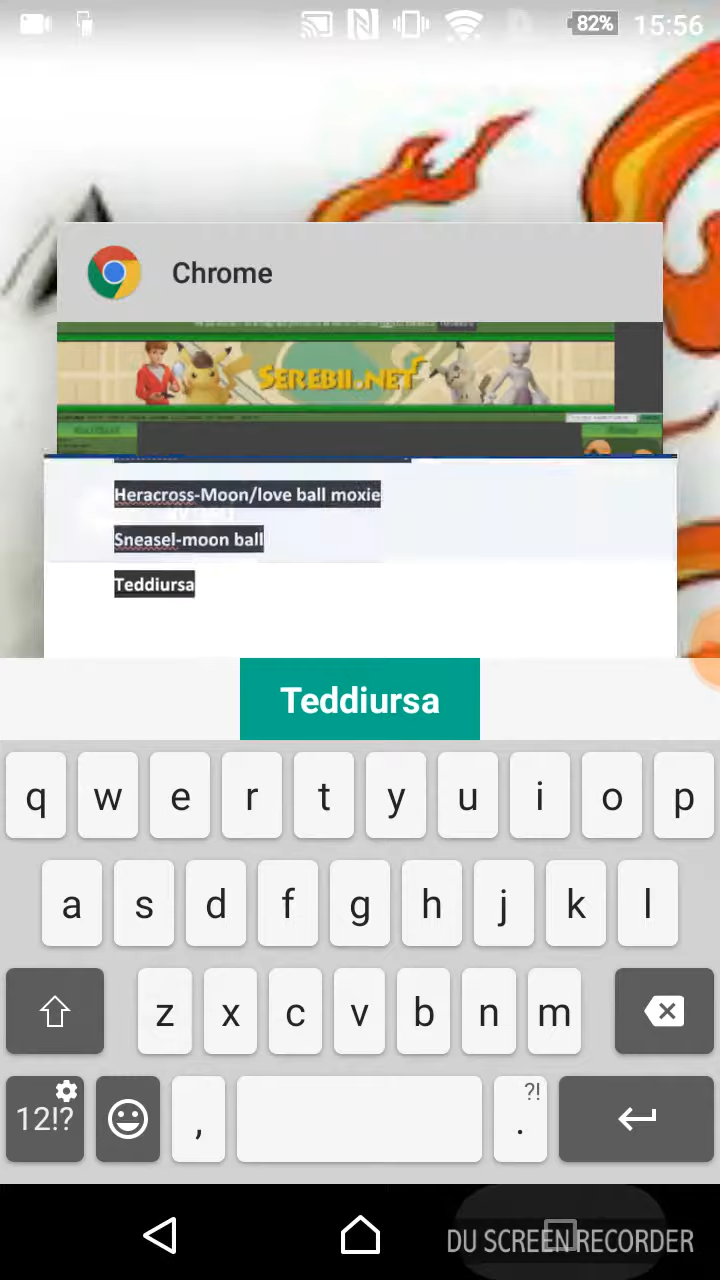 82% 15:56
Chrome
SEREBII.NET
Heracross-Moon/love ball moxie
Sneasel-moon ball
Teddiursa
Teddiursa
q w e r t y u i o p
a s d f g h j k l
z x c v b n m
12!? , . ?!
DU SCREEN RECORDER